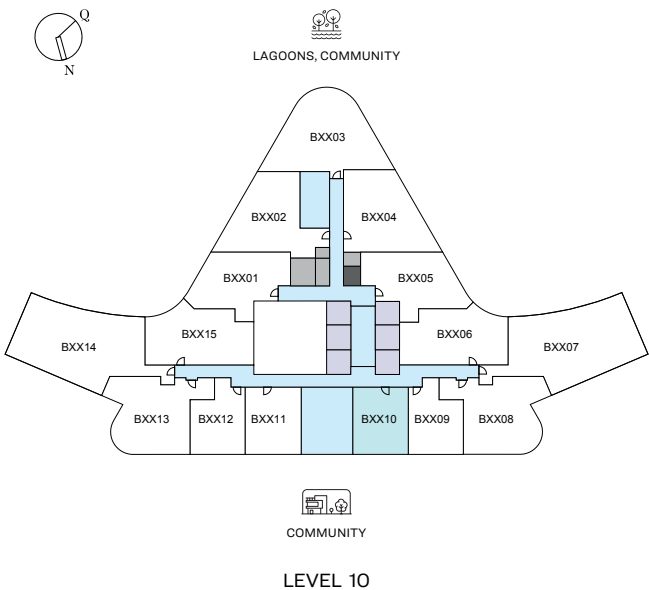 Q
N
LAGOONS, COMMUNITY
BXX03
BXX02
BXX04
BXX01
BXX05
BXX15
BXX06
BXX14
BXX07
BXX13
BXX12
BXX11
BXX10
BXX09
BXX08
COMMUNITY
LEVEL 10